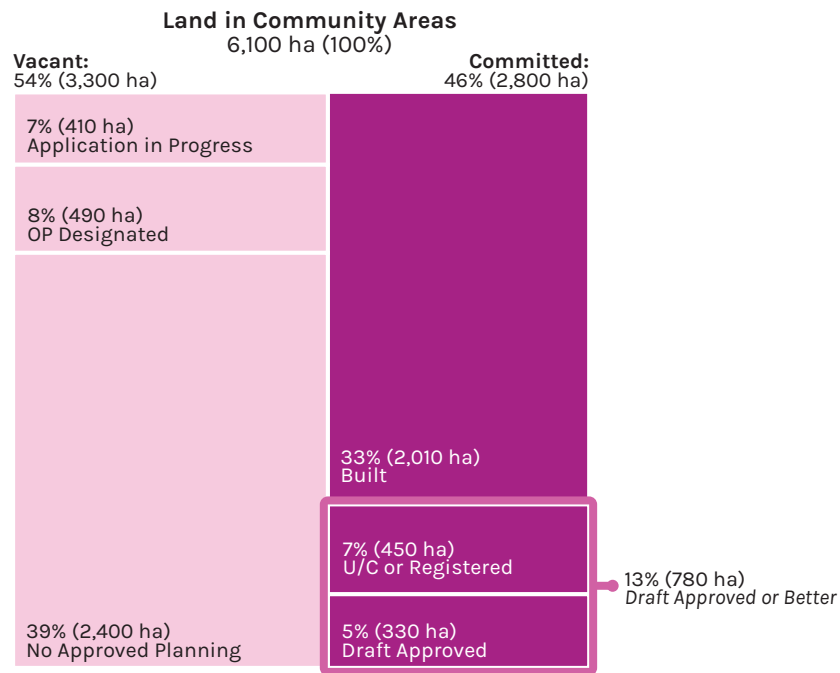 Land in Community Areas
6,100 ha (100%)
Vacant:
54% (3,300 ha)
Committed:
46% (2,800 ha)
7% (410 ha)
Application in Progress
8% (490 ha)
OP Designated
39% (2,400 ha)
No Approved Planning
33% (2,010 ha)
Built
7% (450 ha)
U/C or Registered
5% (330 ha)
Draft Approved
13% (780 ha)
Draft Approved or Better